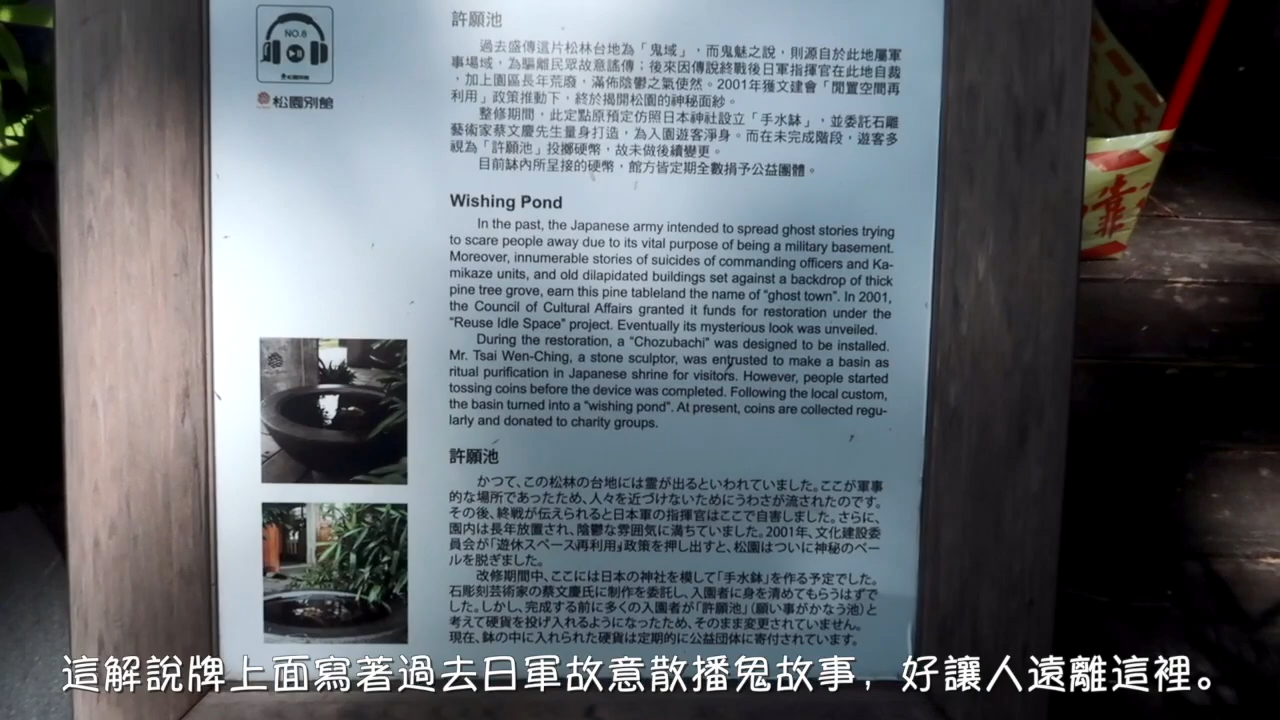 NO.8
松園別館
松園別館
許願池
過去盛傳這片松林台地為「鬼域」，而鬼魅之說，則源自於此地屬軍
事場域，為驅離民眾故意謠傳；後來因傳說終戰後日軍指揮官在此地自裁
，加上園區長年荒廢，滿佈陰鬱之氣使然。2001年獲文建會「閒置空間再
利用」政策推動下，終於揭開松園的神秘面紗。
整修期間，此定點原預定仿照日本神社設立「手水缽」，並委託石雕
藝術家蔡文慶先生量身打造，為入園遊客淨身。而在未完成階段，遊客多
視為「許願池」投擲硬幣，故未做後續變更。
目前缽內所呈接的硬幣，館方皆定期全數捐予公益團體。
Wishing Pond
In the past, the Japanese army intended to spread ghost stories trying
to scare people away due to its vital purpose of being a military basement.
Moreover, innumerable stories of suicides of commanding officers and Ka-
mikaze units, and old dilapidated buildings set against a backdrop of thick
pine tree grove, earn this pine tableland the name of “ghost town”. In 2001,
the Council of Cultural Affairs granted it funds for restoration under the
“Reuse Idle Space” project. Eventually its mysterious look was unveiled.
During the restoration, a “Chozubachi” was designed to be installed.
Mr. Tsai Wen-Ching, a stone sculptor, was entrusted to make a basin as
ritual purification in Japanese shrine for visitors. However, people started
tossing coins before the device was completed. Following the local custom,
the basin turned into a “wishing pond”. At present, coins are collected regu-
larly and donated to charity groups.
許願池
かつて、この松林の台地には霊が出るといわれていました。ここが軍事
的な場所であったため、人々を近づけないためにうわさが流されたのです。
その後、終戦が伝えられると日本軍の指揮官はここで自害しました。さらに、
園内は長年放置され、陰鬱な雰囲気に満ちていました。2001年、文化建設委
員会が「遊休スペース再利用」政策を押し出すと、松園はついに神秘のベー
ルを脱ぎました。
改修期間中、ここには日本の神社を模して「手水鉢」を作る予定でした。
石彫刻芸術家の蔡文慶氏に制作を委託し、入園者に身を清めてもらうはずで
した。しかし、完成する前に多くの入園者が「許願池」（願い事がかなう池）と
考えて硬貨を投げ入れるようになったため、そのまま変更されていません。
現在、鉢の中に入れられた硬貨は定期的に公益団体に寄付されています。
靠
這解說牌上面寫著過去日軍故意散播鬼故事，好讓人遠離這裡。